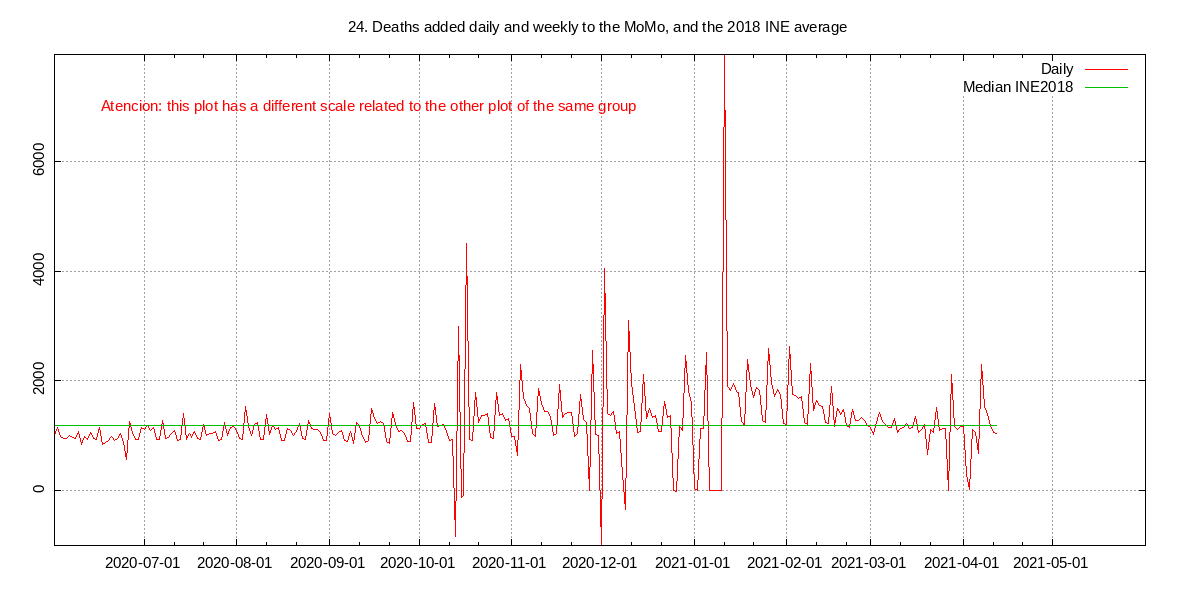 24. Deaths added daily and weekly to the MoMo, and the 2018 INE average
Daily
Median INE2018
Atencion: this plot has a different scale related to the other plot of the same group
6000
4000
2000
0
2020-07-01 2020-08-01 2020-09-01 2020-10-01 2020-11-01 2020-12-01 2021-01-01 2021-02-01 2021-03-01 2021-04-01 2021-05-01